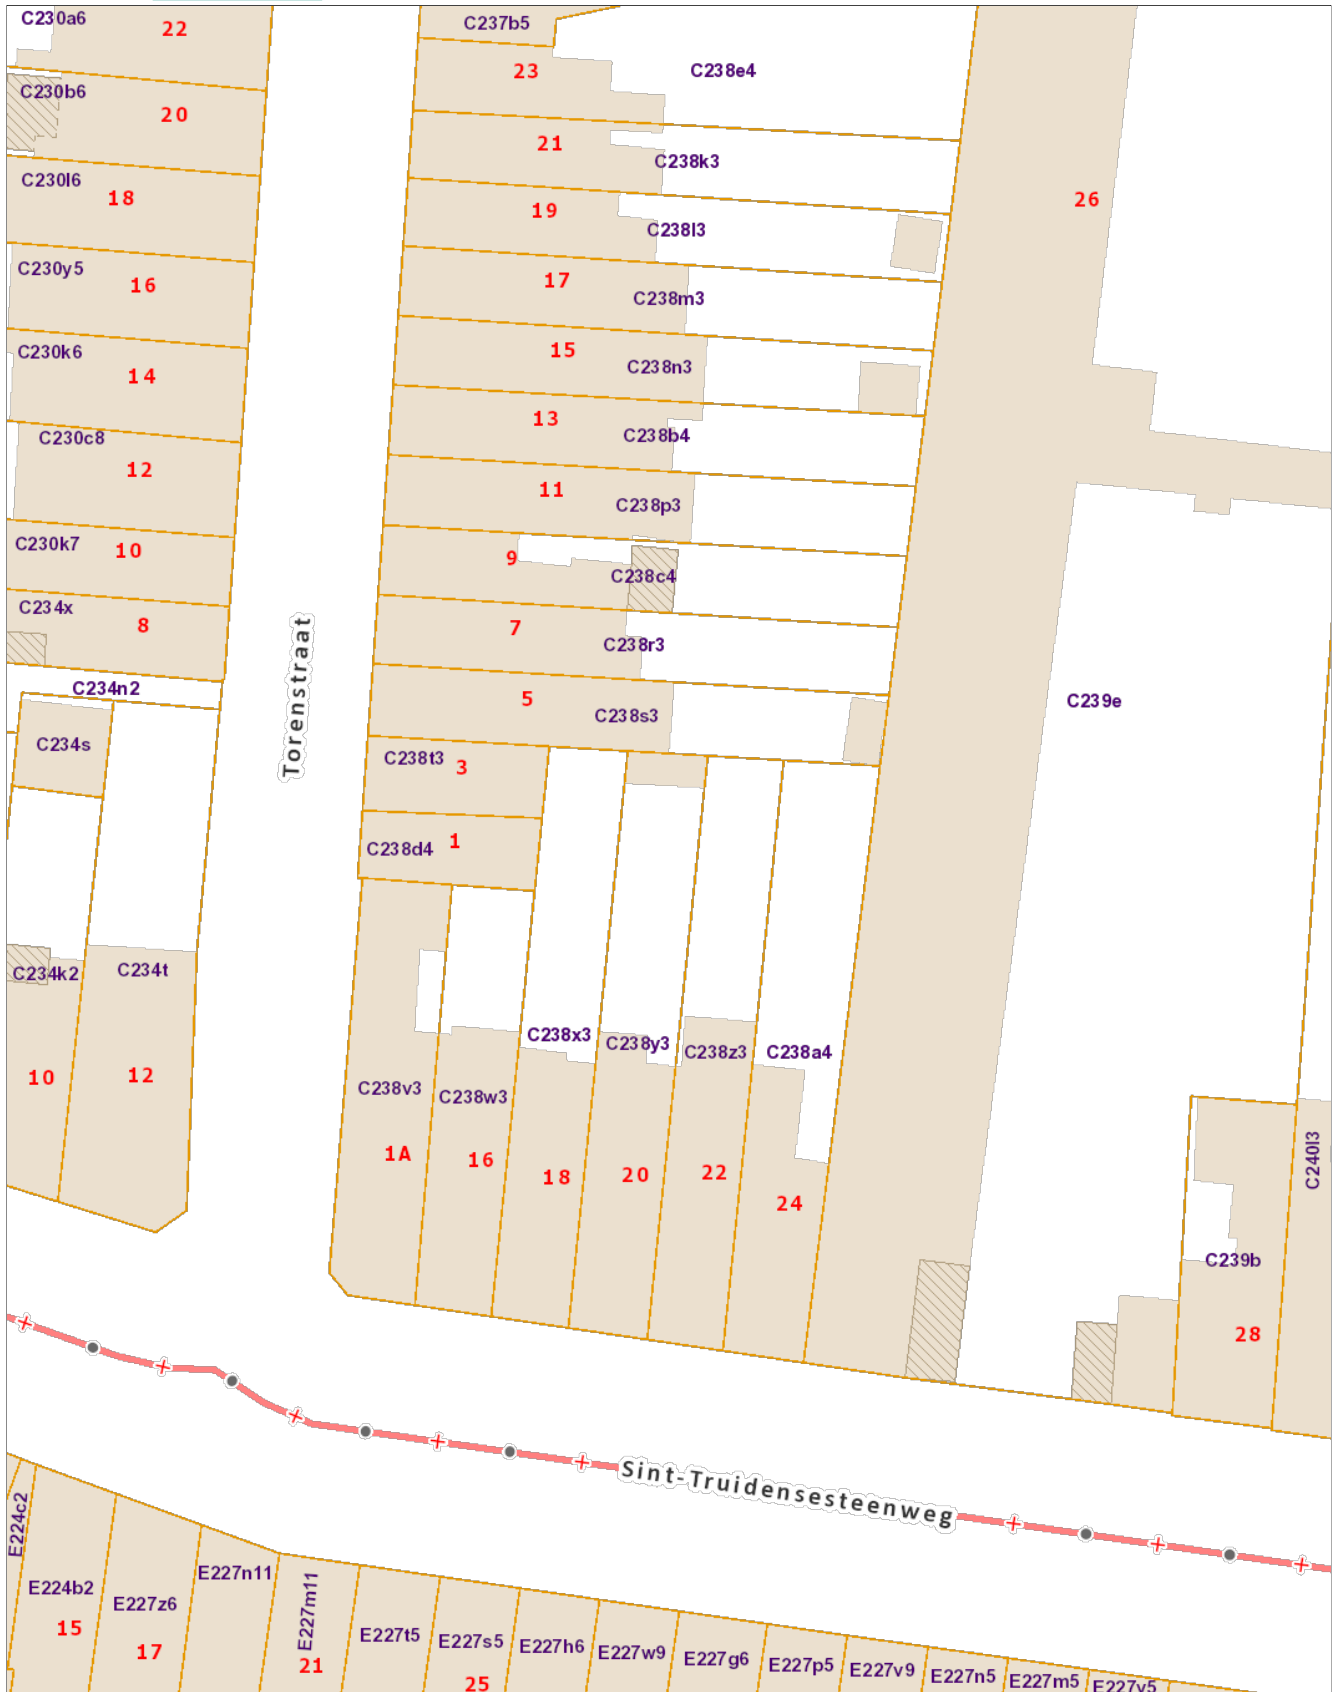 C230a6
22
C237b5
23
C238e4
C230b6
20
21
C238k3
C230l6
18
19
C238l3
26
C230y5
16
17
C238m3
C230k6
14
15
C238n3
C230c8
12
13
C238b4
11
C238p3
C230k7
10
9
C238c4
C234x
8
7
C238r3
C234n2
5
C238s3
C239e
C234s
Torenstraat
C238t3
3
C238d4
1
C234k2
C234t
10
12
C238x3
C238y3
C238z3
C238a4
C238v3
C238w3
1A
16
18
20
22
24
C240l3
C239b
28
Sint-Truidensesteenweg
E224c2
E224b2
15
E227z6
17
E227n11
E227m11
21
E227t5
E227s5
25
E227h6
E227w9
E227g6
E227p5
E227v9
E227n5
E227m5
E227y5